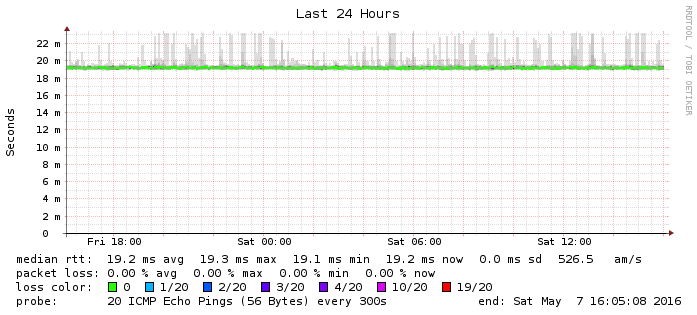 Last 24 Hours
RRDTOOL / TOBI OETIKER
Seconds
22 m
20 m
18 m
16 m
14 m
12 m
10 m
8 m
6 m
4 m
2 m
0
Fri 18:00 Sat 00:00 Sat 06:00 Sat 12:00
median rtt: 19.2 ms avg 19.3 ms max 19.1 ms min 19.2 ms now 0.0 ms sd 526.5 am/s
packet loss: 0.00 % avg 0.00 % max 0.00 % min 0.00 % now
loss color: 0 1/20 2/20 3/20 4/20 10/20 19/20
probe: 20 ICMP Echo Pings (56 Bytes) every 300s end: Sat May 7 16:05:08 2016